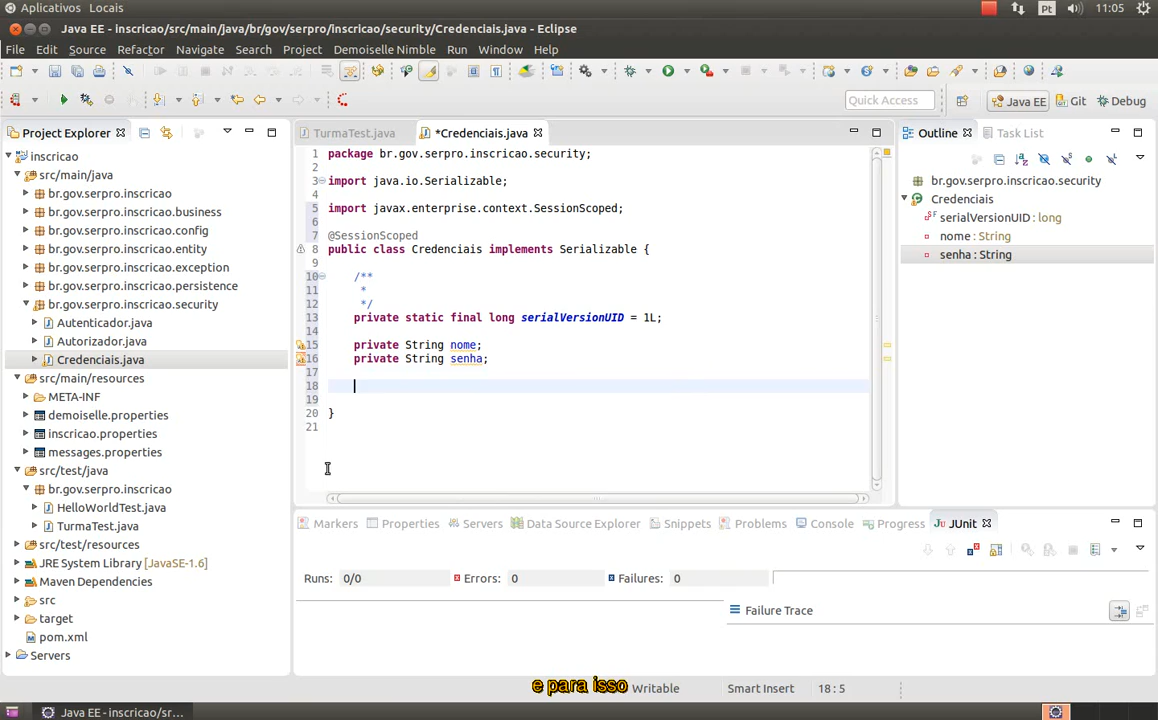 Aplicativos Locais
Pt
11:05
Java EE - inscricao/src/main/java/br/gov/serpro/inscricao/security/Credenciais.java - Eclipse
File Edit Source Refactor Navigate Search Project Demoiselle Nimble Run Window Help
Quick Access
Java EE
Git
Debug
Project Explorer
inscricao
src/main/java
br.gov.serpro.inscricao
br.gov.serpro.inscricao.business
br.gov.serpro.inscricao.config
br.gov.serpro.inscricao.entity
br.gov.serpro.inscricao.exception
br.gov.serpro.inscricao.persistence
br.gov.serpro.inscricao.security
Autenticador.java
Autorizador.java
Credenciais.java
src/main/resources
META-INF
demoiselle.properties
inscricao.properties
messages.properties
src/test/java
br.gov.serpro.inscricao
HelloWorldTest.java
TurmaTest.java
src/test/resources
JRE System Library [JavaSE-1.6]
Maven Dependencies
src
target
pom.xml
Servers
TurmaTest.java
*Credenciais.java
1 package br.gov.serpro.inscricao.security;
2
3 import java.io.Serializable;
4
5 import javax.enterprise.context.SessionScoped;
6
7 @SessionScoped
8 public class Credenciais implements Serializable {
9
10 /**
11 *
12 */
13 private static final long serialVersionUID = 1L;
14
15 private String nome;
16 private String senha;
17
18
19
20 }
21
Outline
Task List
br.gov.serpro.inscricao.security
Credenciais
serialVersionUID : long
nome : String
senha : String
Markers
Properties
Servers
Data Source Explorer
Snippets
Problems
Console
Progress
JUnit
Runs: 0/0
Errors: 0
Failures: 0
Failure Trace
e para isso
Writable
Smart Insert
18 : 5
Java EE - inscricao/sr...